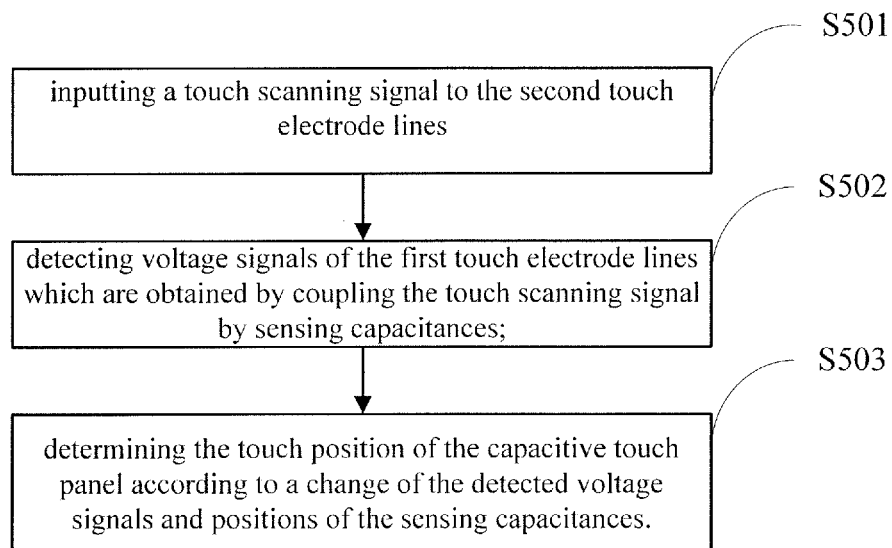 S501
inputting a touch scanning signal to the second touch
electrode lines
S502
detecting voltage signals of the first touch electrode lines
which are obtained by coupling the touch scanning signal
by sensing capacitances;
S503
determining the touch position of the capacitive touch
panel according to a change of the detected voltage
signals and positions of the sensing capacitances.